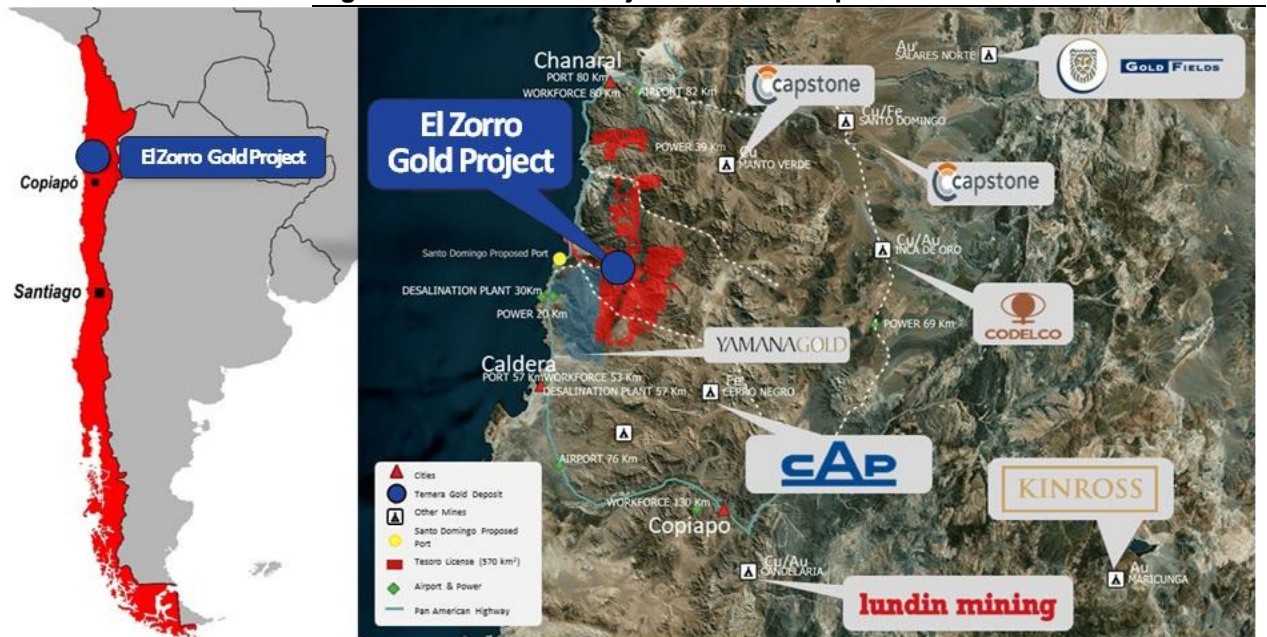 El Zorro Gold Project
Copiapó
Santiago
El Zorro
Gold Project
Chanaral
PORT 80 Km
WORKFORCE 80 Km
AIRPORT 82 Km
capstone
Au
SALARES NORTE
GOLD FIELDS
Cu/Fe
SANTO DOMINGO
POWER 39 Km
Cu
MANTO VERDE
capstone
Santo Domingo Proposed Port
Cu/Au
INCA DE ORO
DESALINATION PLANT 30Km
POWER 20 Km
CODELCO
POWER 69 Km
YAMANAGOLD
Caldera
PORT 57 Km
WORKFORCE 53 Km
DESALINATION PLANT 57 Km
Fe
CERRO NEGRO
CAP
AIRPORT 76 Km
KINROSS
WORKFORCE 130 Km
Copiapo
Cu/Au
CANDELARIA
Au
MARICUNGA
lundin mining
Cities
Ternera Gold Deposit
Other Mines
Santo Domingo Proposed
Port
Tesoro License (570 km²)
Airport & Power
Pan American Highway